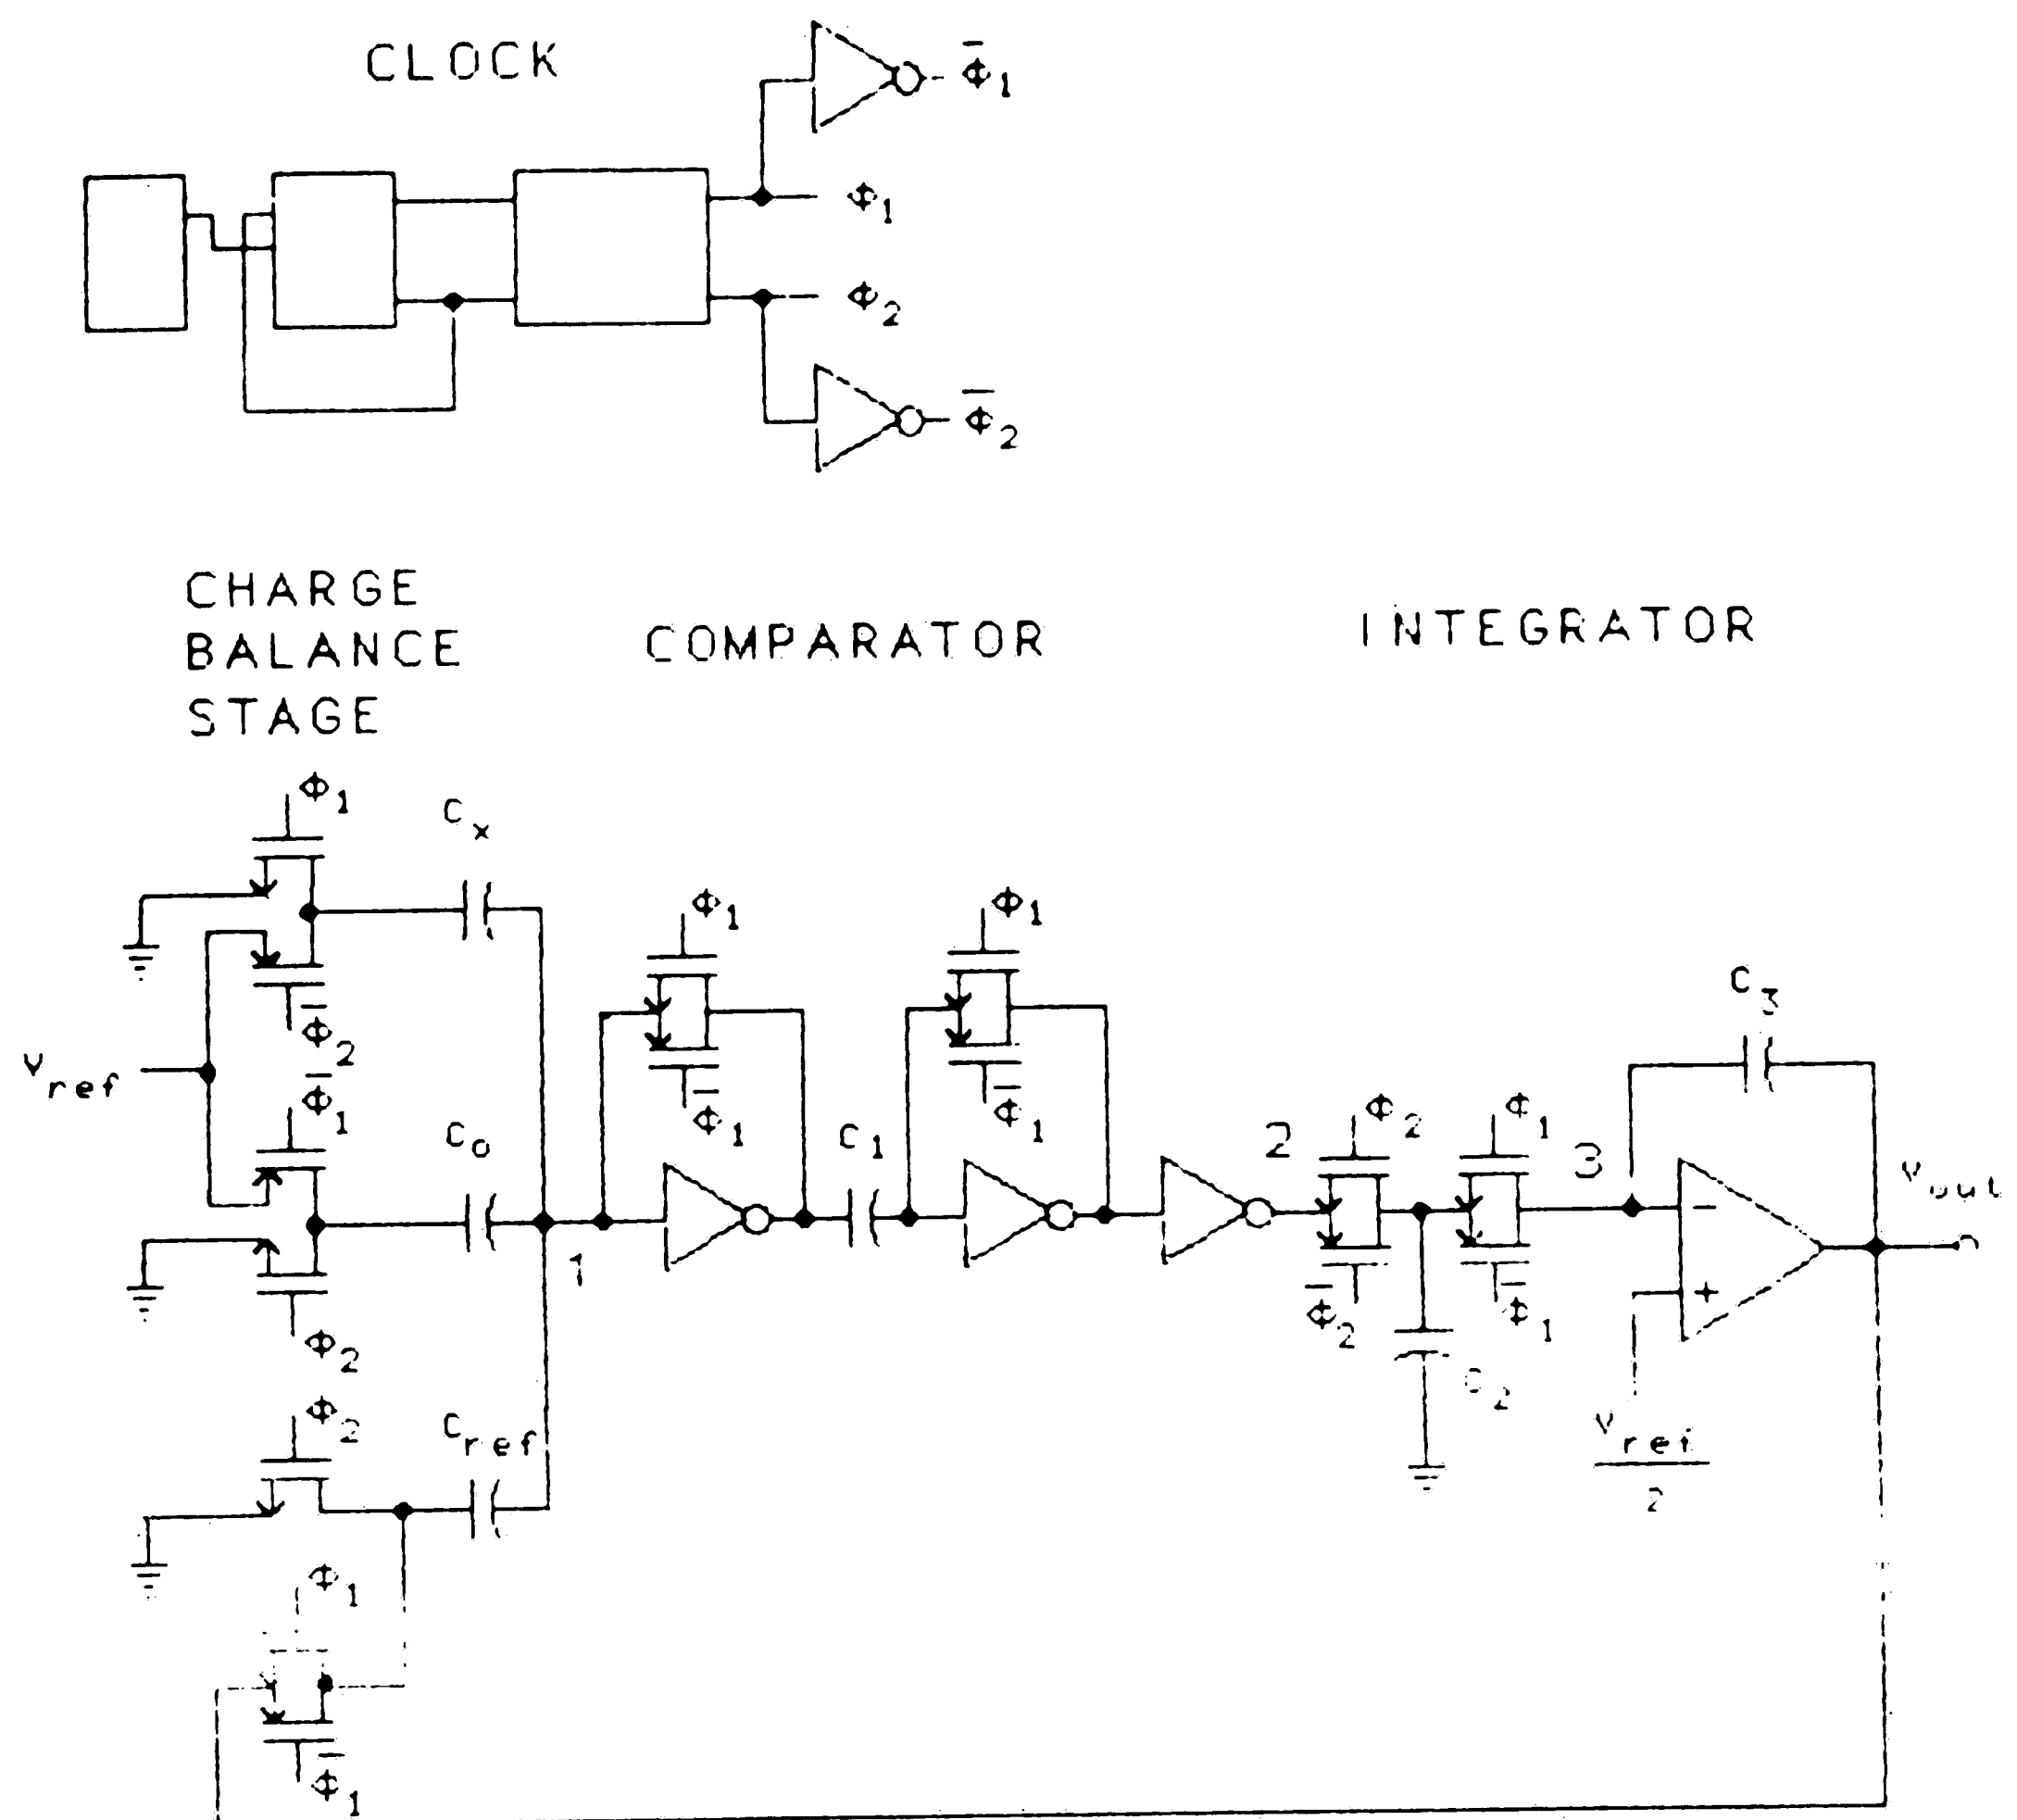 CLOCK
Φ̅1
Φ1
Φ2
Φ̅2
CHARGE
BALANCE
STAGE
COMPARATOR
INTEGRATOR
Φ1
Cx
Φ1
Φ1
Φ̅2
Vref
Φ̅1
Co
Φ̅1
Φ̅1
C1
C3
2
Φ2
Φ1
3
Vout
−
+
1
Φ2
Φ̅2
Φ̅1
C2
Vref
2
Φ2
Cref
Φ1
Φ̅1